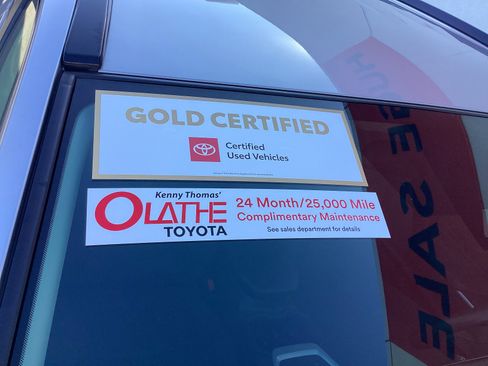 GOLD CERTIFIED
Certified
Used Vehicles
Kenny Thomas'
OLATHE
TOYOTA
24 Month/25,000 Mile
Complimentary Maintenance
See sales department for details
SALE